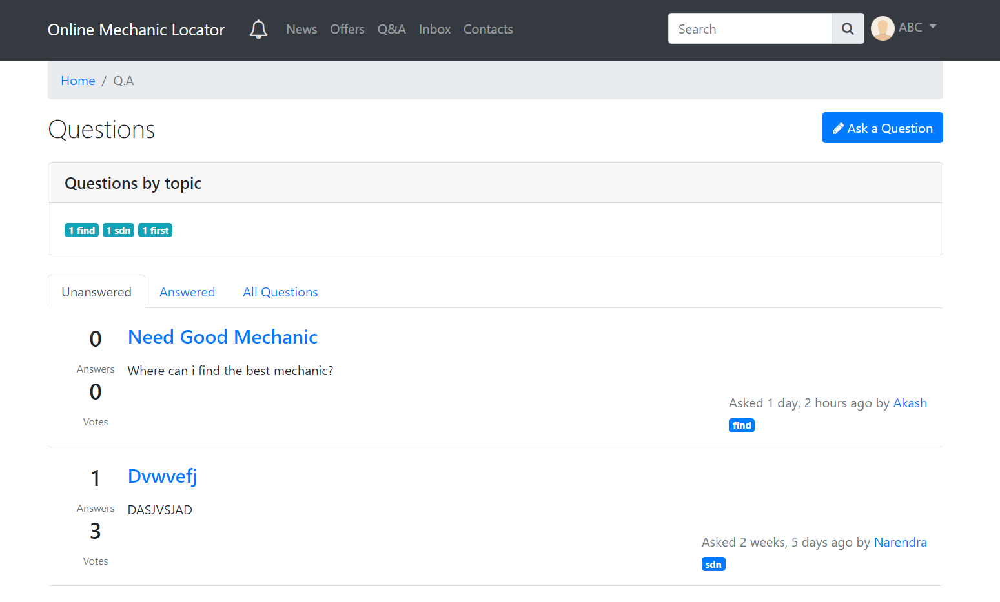 Online Mechanic Locator News Offers Q&A Inbox Contacts Search ABC
Home / Q.A
Questions Ask a Question
Questions by topic
1 find 1 sdn 1 first
Unanswered Answered All Questions
0 Need Good Mechanic
Answers Where can i find the best mechanic?
0
Asked 1 day, 2 hours ago by Akash
Votes find
1 Dvwvefj
Answers DASJVSJAD
3
Asked 2 weeks, 5 days ago by Narendra
Votes sdn